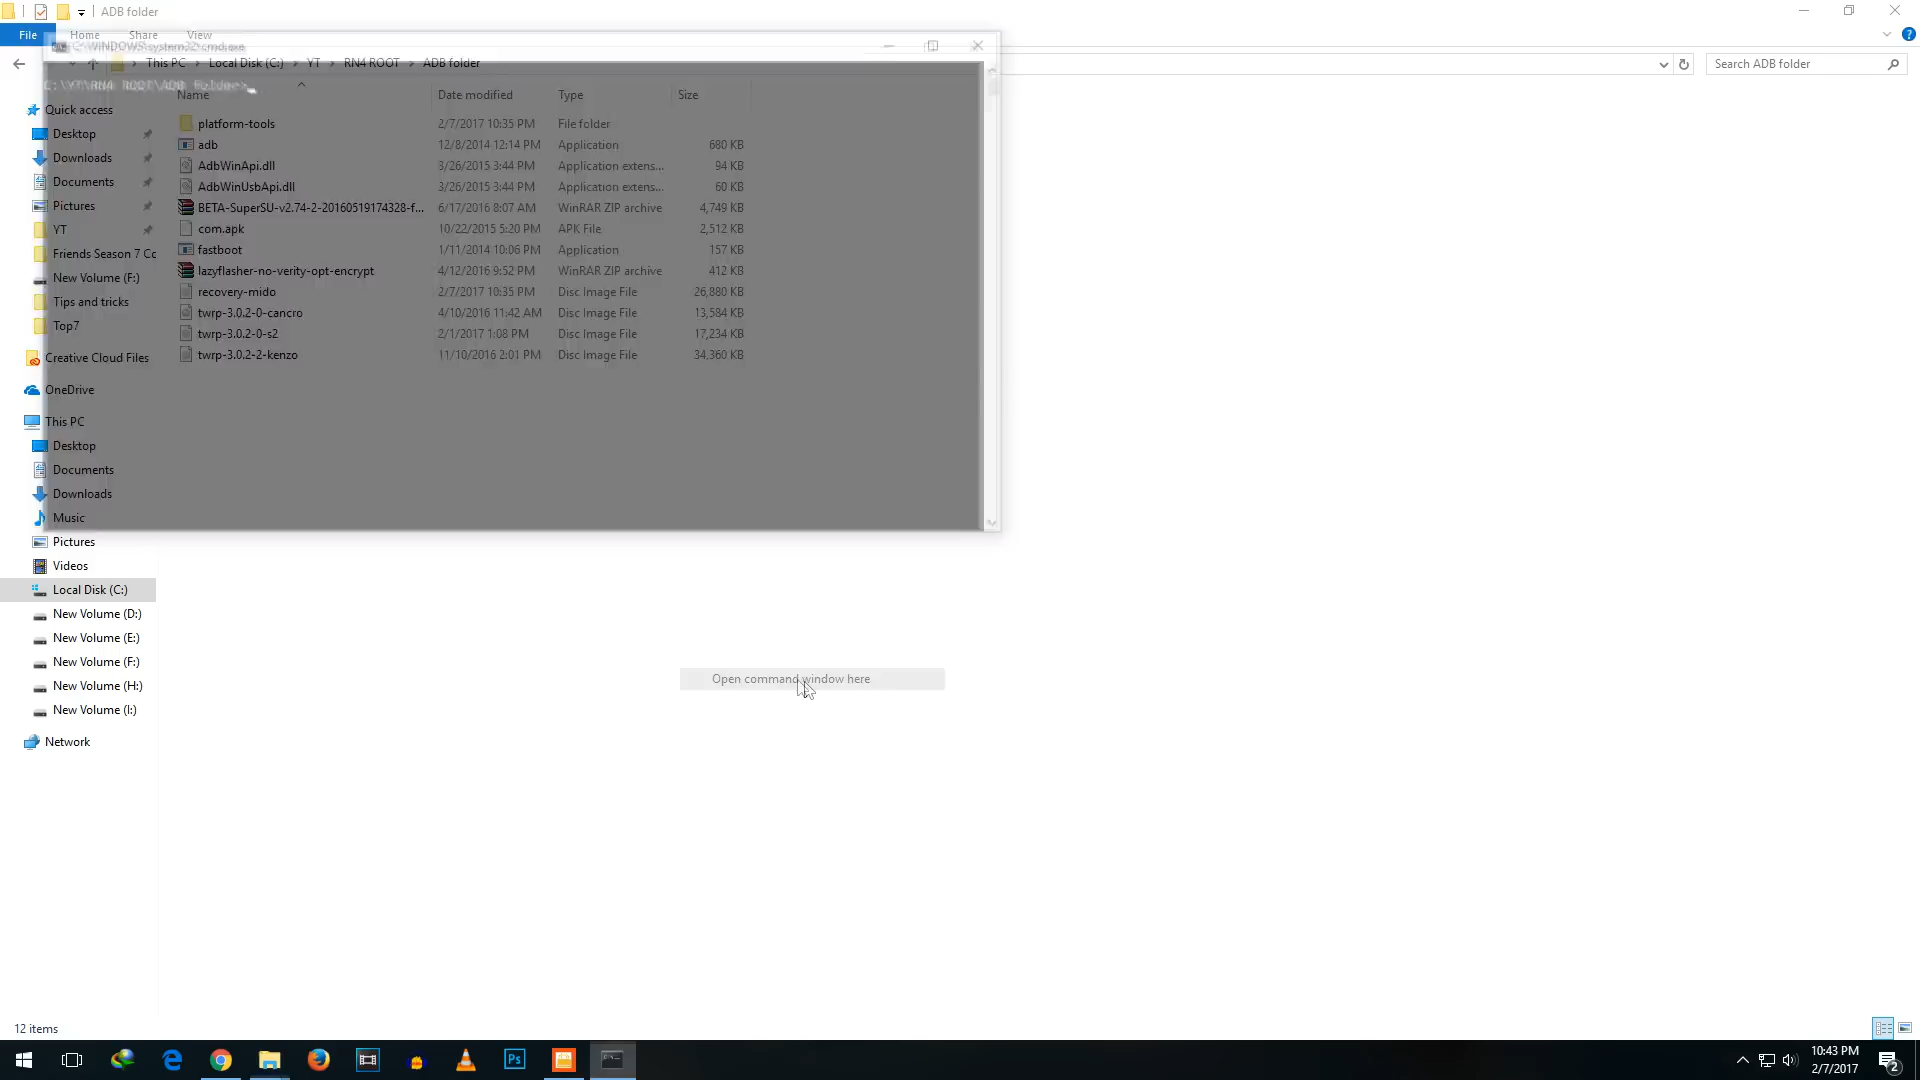 ADB folder
File
Home
Share
View
C:\WINDOWS\system32\cmd.exe
This PC > Local Disk (C:) > YT > RN4 ROOT > ADB folder
Search ADB folder
C:\YT\RN4 ROOT\ADB folder>
Name
Date modified
Type
Size
Quick access
Desktop
Downloads
Documents
Pictures
YT
Friends Season 7 Cc
New Volume (F:)
Tips and tricks
Top7
Creative Cloud Files
OneDrive
This PC
Desktop
Documents
Downloads
Music
Pictures
Videos
Local Disk (C:)
New Volume (D:)
New Volume (E:)
New Volume (F:)
New Volume (H:)
New Volume (I:)
Network
platform-tools 2/7/2017 10:35 PM File folder
adb 12/8/2014 12:14 PM Application 680 KB
AdbWinApi.dll 3/26/2015 3:44 PM Application extens... 94 KB
AdbWinUsbApi.dll 3/26/2015 3:44 PM Application extens... 60 KB
BETA-SuperSU-v2.74-2-20160519174328-f... 6/17/2016 8:07 AM WinRAR ZIP archive 4,749 KB
com.apk 10/22/2015 5:20 PM APK File 2,512 KB
fastboot 1/11/2014 10:06 PM Application 157 KB
lazyflasher-no-verity-opt-encrypt 4/12/2016 9:52 PM WinRAR ZIP archive 412 KB
recovery-mido 2/7/2017 10:35 PM Disc Image File 26,880 KB
twrp-3.0.2-0-cancro 4/10/2016 11:42 AM Disc Image File 13,584 KB
twrp-3.0.2-0-s2 2/1/2017 1:08 PM Disc Image File 17,234 KB
twrp-3.0.2-2-kenzo 11/10/2016 2:01 PM Disc Image File 34,360 KB
Open command window here
12 items
Ps
10:43 PM
2/7/2017
2